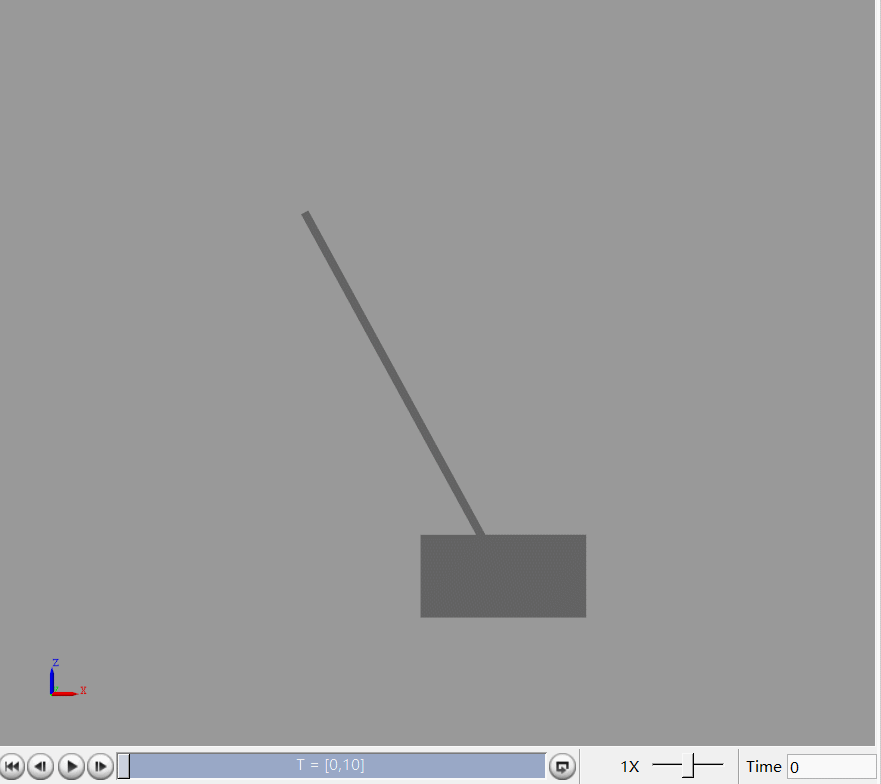 z
x
T = [0,10]
1X
Time 0